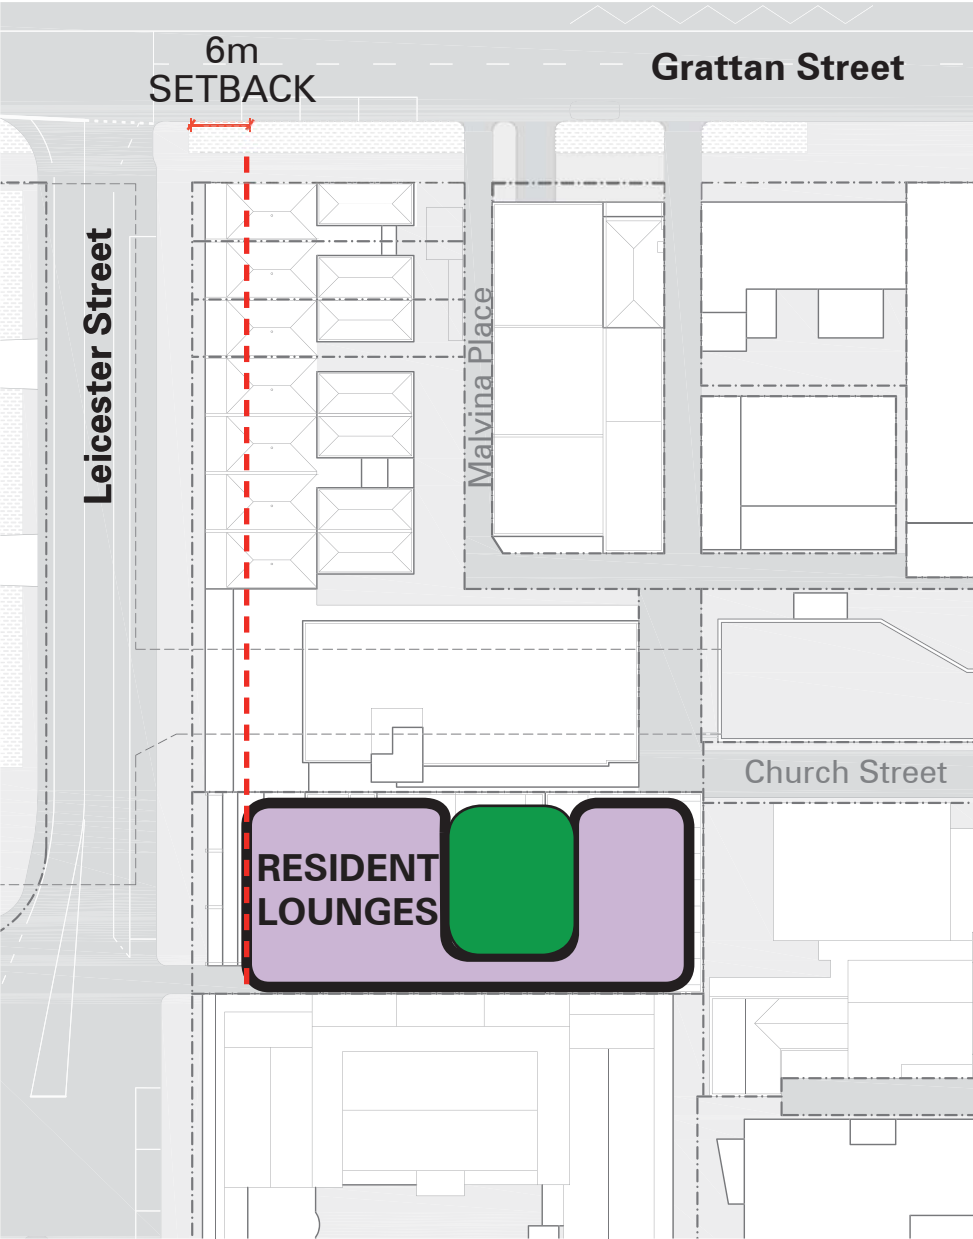 6m
SETBACK
Grattan Street
Leicester Street
Malvina Place
Church Street
RESIDENT
LOUNGES